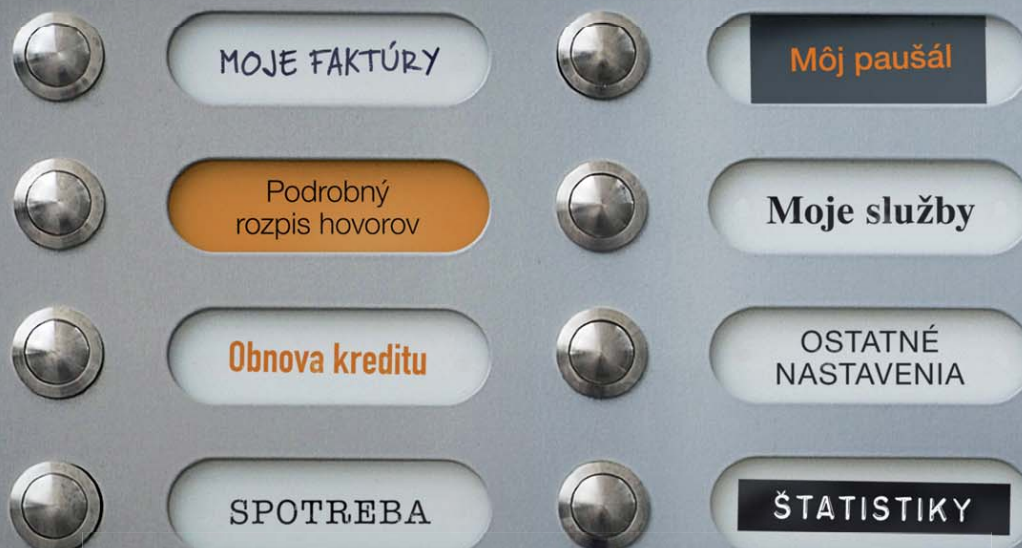 MOJE FAKTÚRY
Môj paušál
Podrobný
rozpis hovorov
Moje služby
Obnova kreditu
OSTATNÉ
NASTAVENIA
SPOTREBA
ŠTATISTIKY